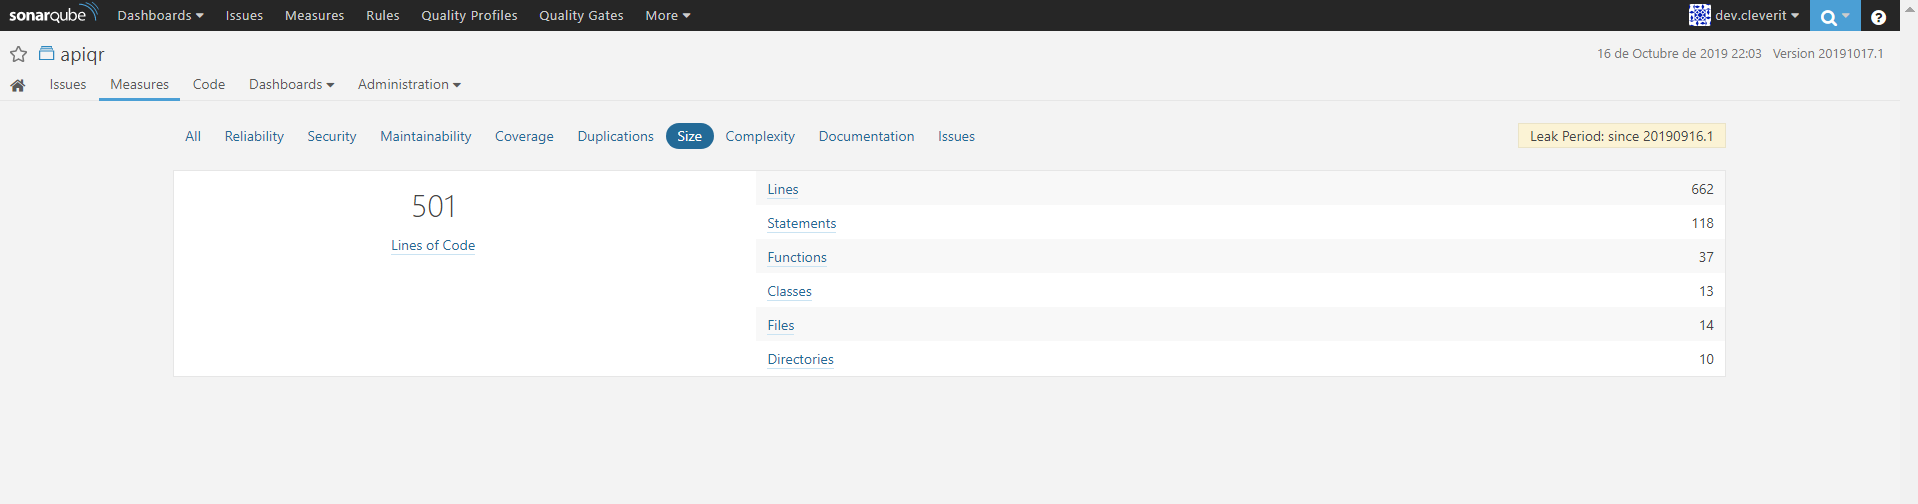 sonarqube Dashboards Issues Measures Rules Quality Profiles Quality Gates More dev.cleverit ?
apiqr 16 de Octubre de 2019 22:03 Version 20191017.1
Issues Measures Code Dashboards Administration
All Reliability Security Maintainability Coverage Duplications Size Complexity Documentation Issues Leak Period: since 20190916.1
501
Lines of Code
Lines 662
Statements 118
Functions 37
Classes 13
Files 14
Directories 10